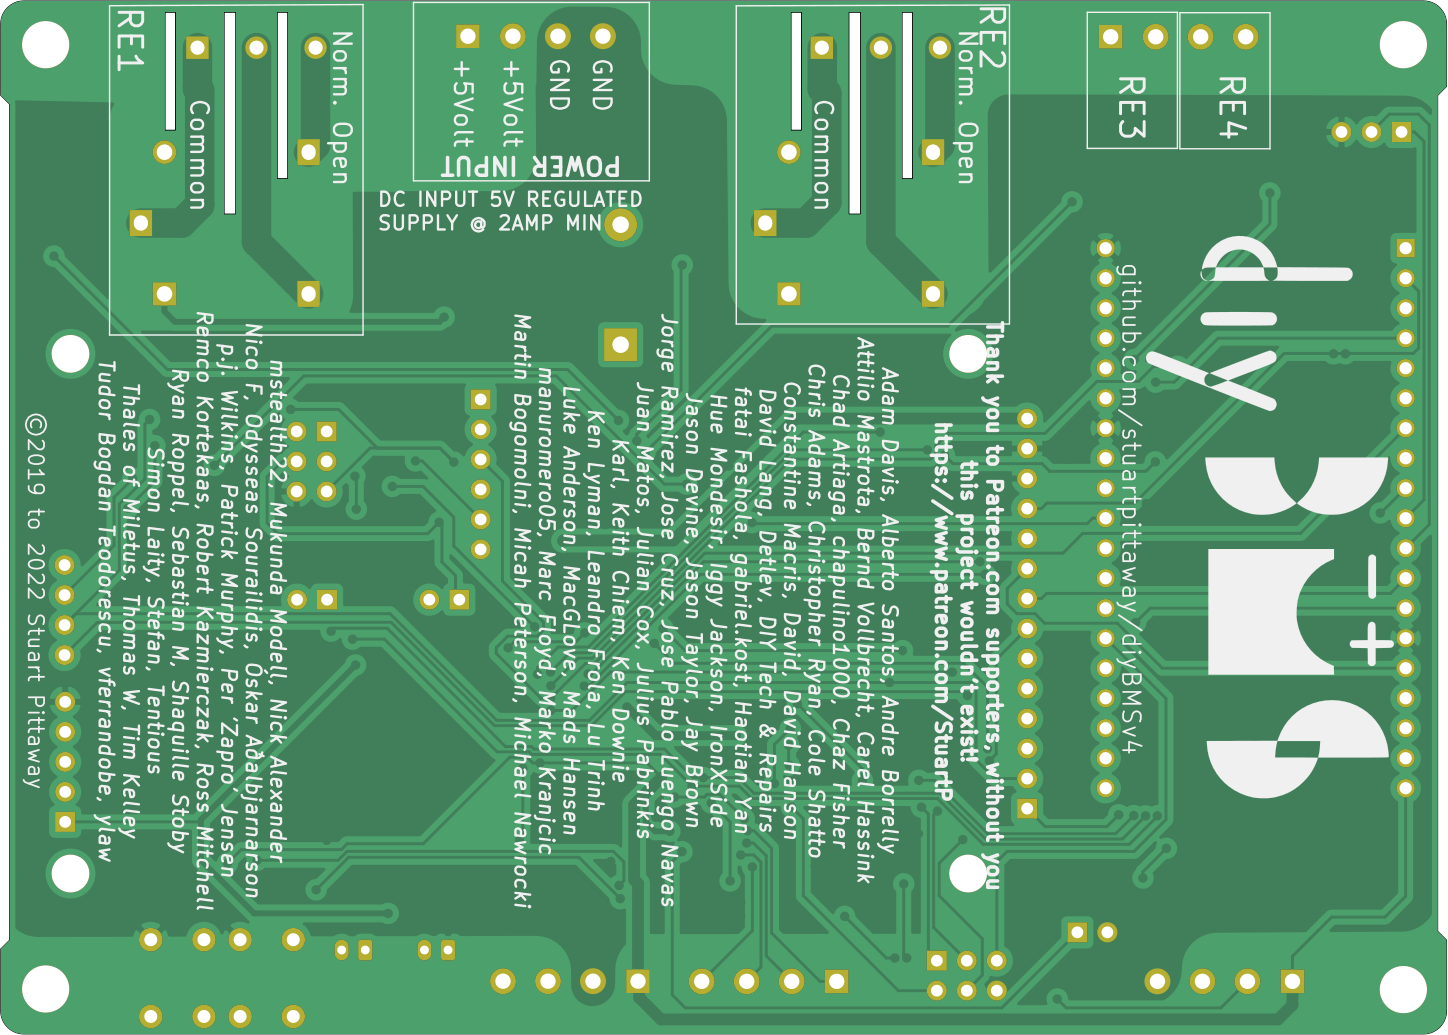 RE1
Norm. Open
Common
+5Volt
+5Volt
GND
GND
POWER INPUT
DC INPUT 5V REGULATED
SUPPLY @ 2AMP MIN
RE2
Norm. Open
Common
RE3
RE4
diyBMS
github.com/stuartpittaway/diyBMSv4
Thank you to Patreon.com supporters, without you
this project wouldn't exist!
https://www.patreon.com/StuartP
Adam Davis, Alberto Santos, Andre Borrelly
Attilio Mastrota, Bernd Vollbrecht, Carel Hassink
Chad Attaga, chapulino1000, Chaz Fisher
Chris Adams, Christopher Ryan, Cole Statto
Constantine Macris, David, David Hanson
David Lang, Detlev, DIY Tech & Repairs
fatai Fashola, gabriel.kost, Haotian Yan
Hue Mondesil, Iggy Jackson, IronXSide
Jason Devine, Jason Taylor, Jay Brown
Jorge Ramirez, Jose Cruz, Jose Pablo Luengo Navas
Juan Matos, Julian Cox, Julius Pabrinkis
Karl, Keith Chiem, Ken Downie
Ken Lyman, Leandro Frola, Lu Trinh
Luke Anderson, MacGLove, Mads Hansen
manuromero05, Marc Floyd, Marko Kranjcic
Martin Bogomolni, Micah Peterson, Michael Nawrocki
mstealth22, Mukunda Modell, Nick Alexander
Nico F, Odysseas Sourailidis, Oskar Aðalbjarnarson
P.J. Wilkins, Patrick Murphy, Per 'Zappro, Jensen
Remco Kortekaas, Robert Kazmierczak, Ross Mitchell
Ryan Roppel, Sebastian M, Shaquille Stoby
Simon Laity, Stefan, Tentious
Thales of Miletus, Thomas W, Tim Kelley
Tudor Bogdan Teodorescu, vferandobe, ylaw
©2019 to 2022 Stuart Pittaway